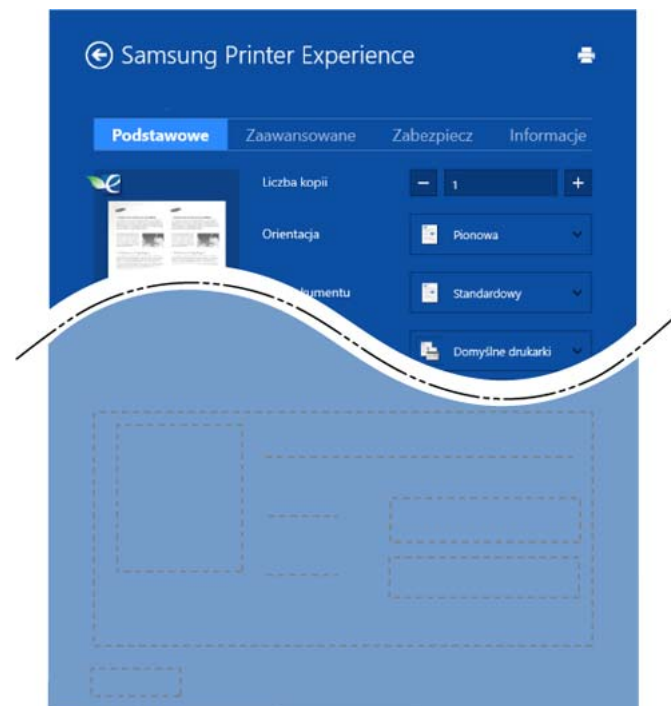 Samsung Printer Experience
Podstawowe Zaawansowane Zabezpiecz Informacje
Liczba kopii 1
Orientacja Pionowa
Standardowy
Domyślne drukarki